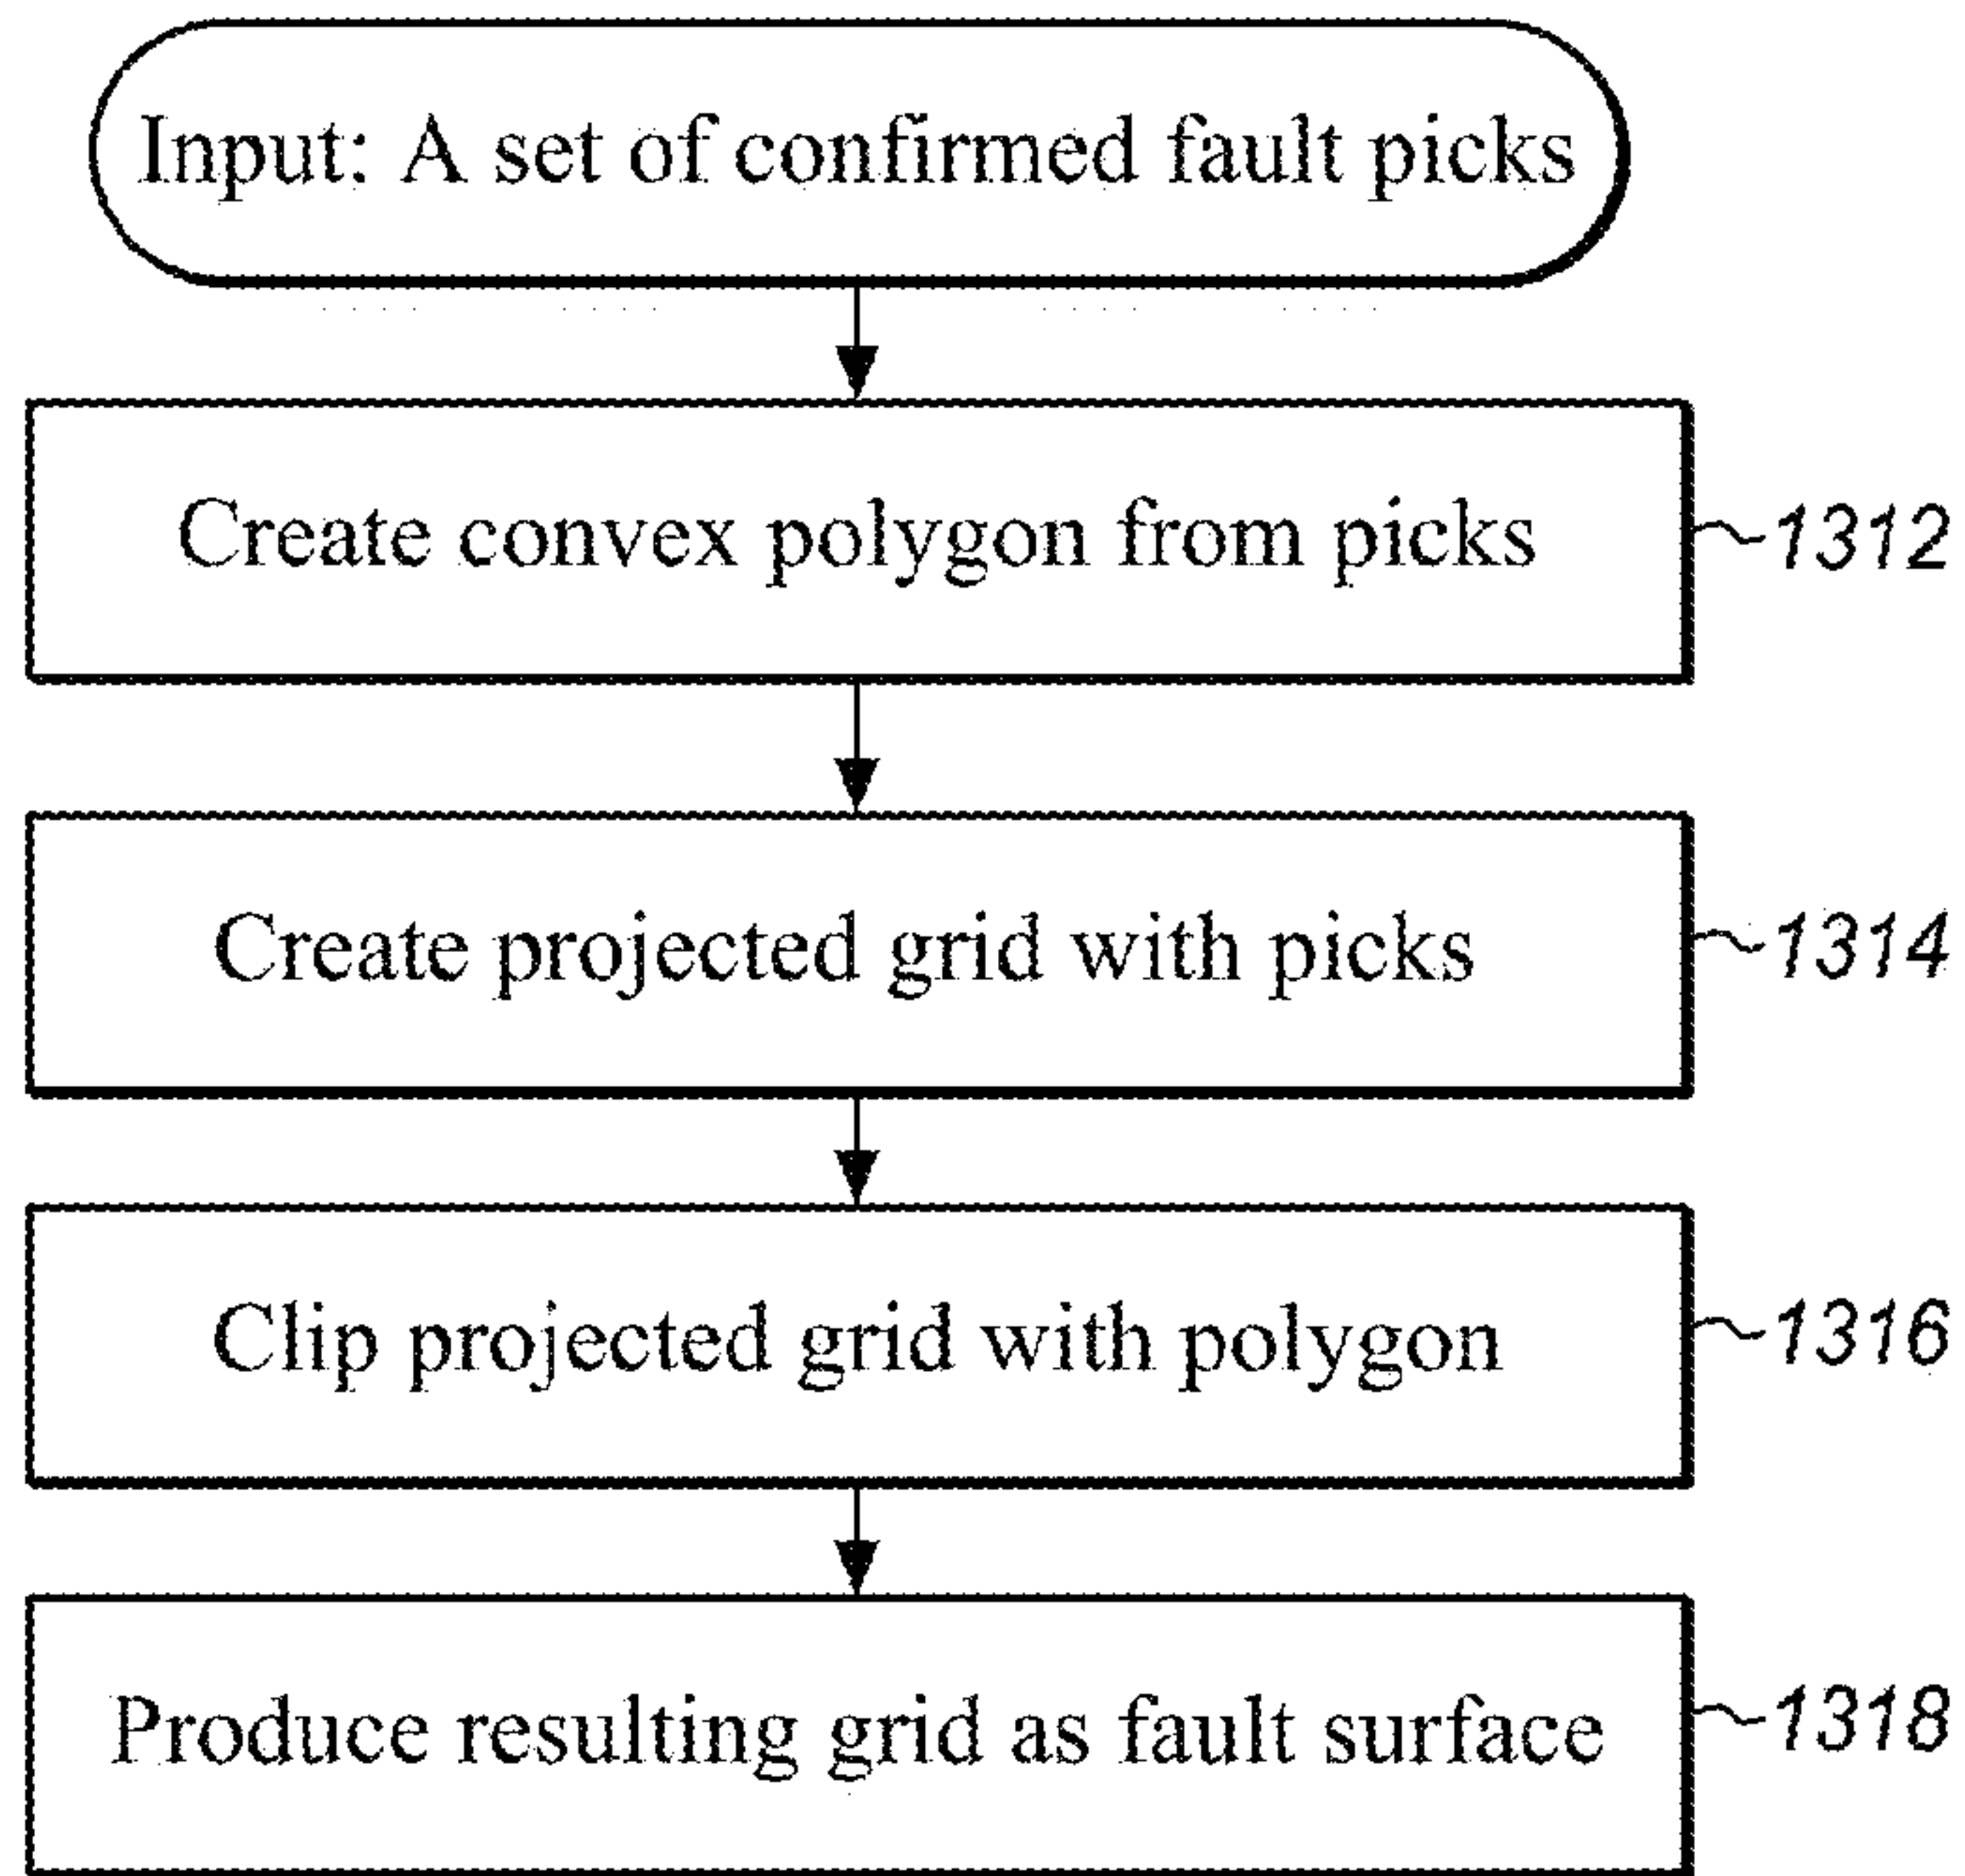 Input: A set of confirmed fault picks
Create convex polygon from picks
1312
Create projected grid with picks
1314
Clip projected grid with polygon
1316
Produce resulting grid as fault surface
1318